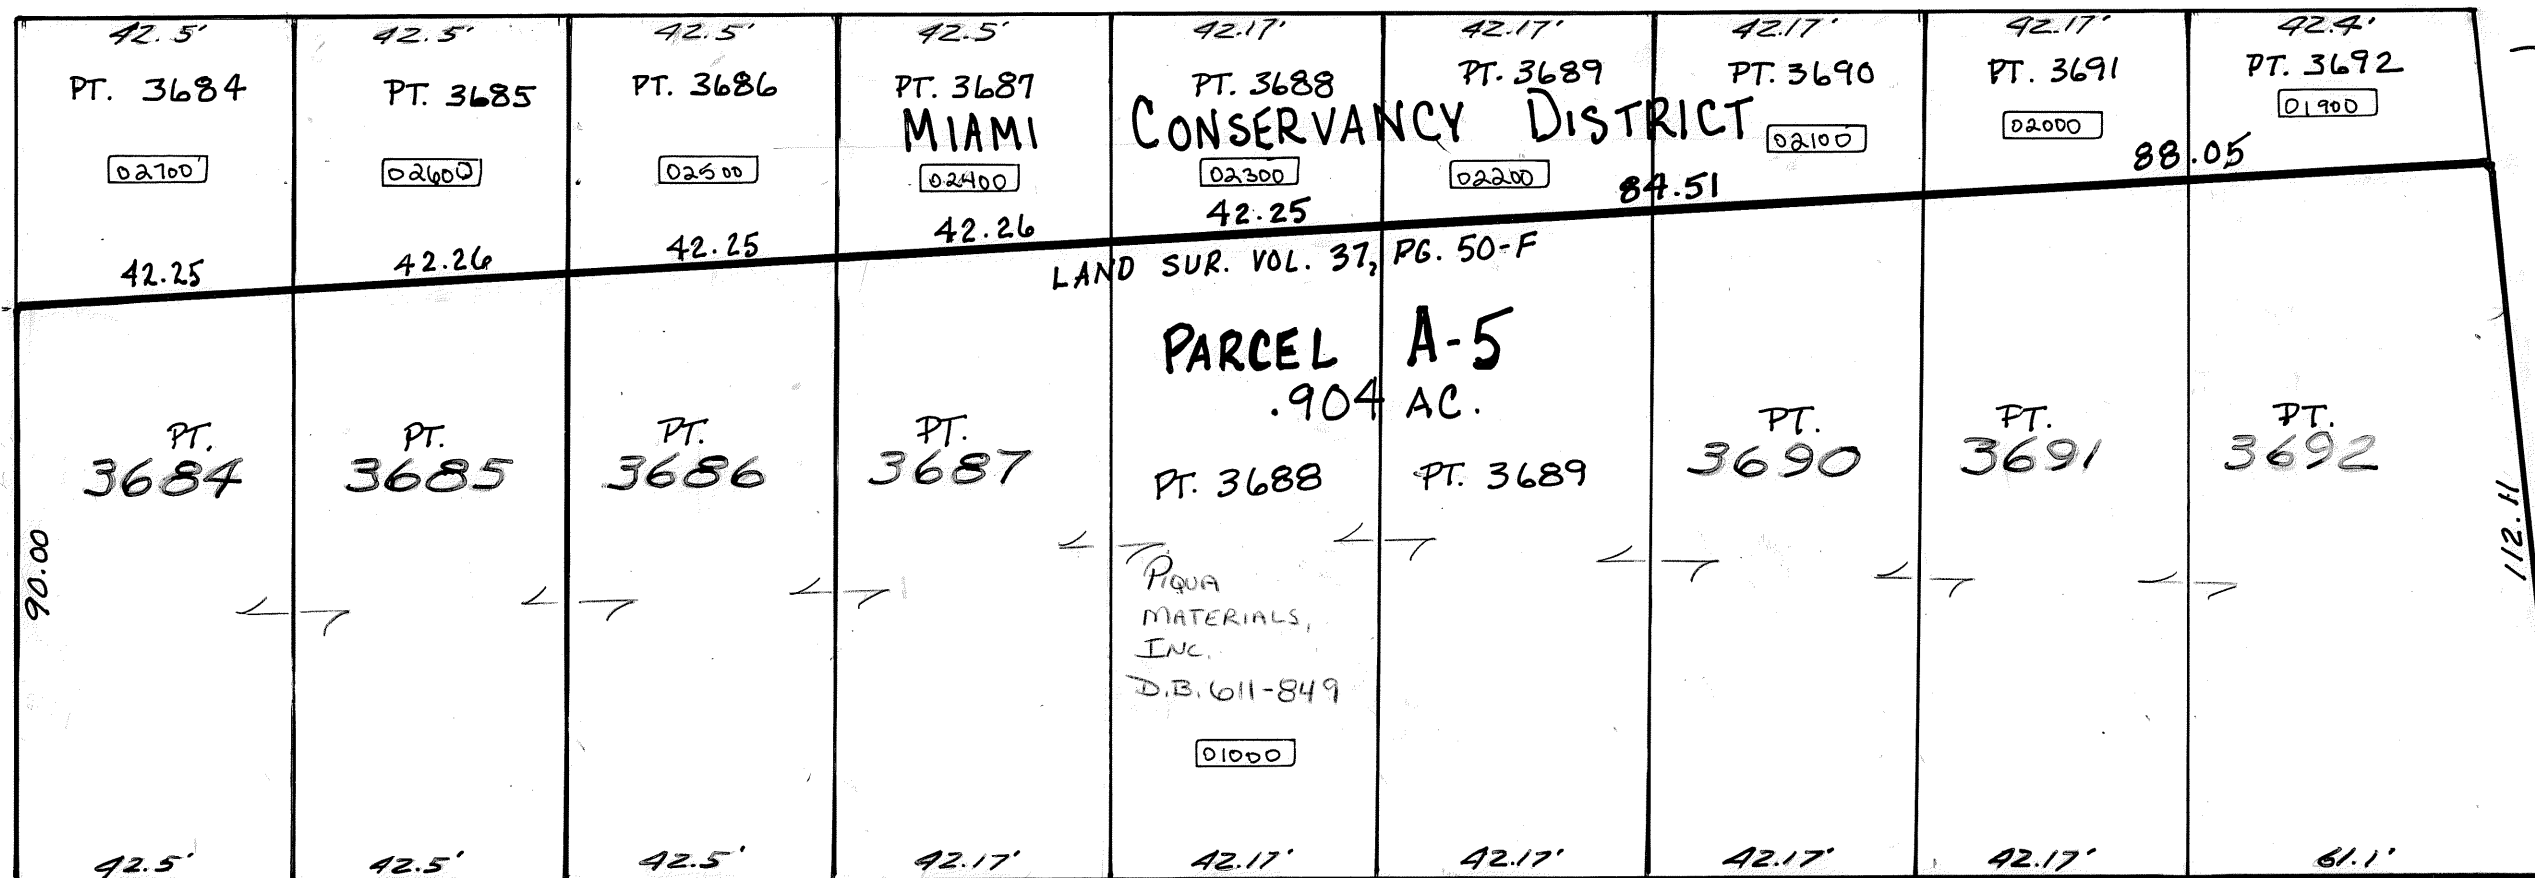 42.5' 42.5' 42.5' 42.5' 42.17' 42.17' 42.17' 42.17' 42.4'
PT. 3684 PT. 3685 PT. 3686 PT. 3687 PT. 3688 PT. 3689 PT. 3690 PT. 3691 PT. 3692
MIAMI CONSERVANCY DISTRICT
02700 02600 02500 02400 02300 02200 02100 02000 01900
42.25 42.26 42.25 42.26 42.25 84.51 88.05
LAND SUR. VOL. 37, PG. 50-F
PARCEL A-5
.904 AC.
PT. PT. PT. PT. PT. PT. PT.
3684 3685 3686 3687 PT. 3688 PT. 3689 3690 3691 3692
90.00
112.11
PIQUA
MATERIALS,
INC.
D.B. 611-849
01000
42.5' 42.5' 42.5' 42.17' 42.17' 42.17' 42.17' 42.17' 61.1'